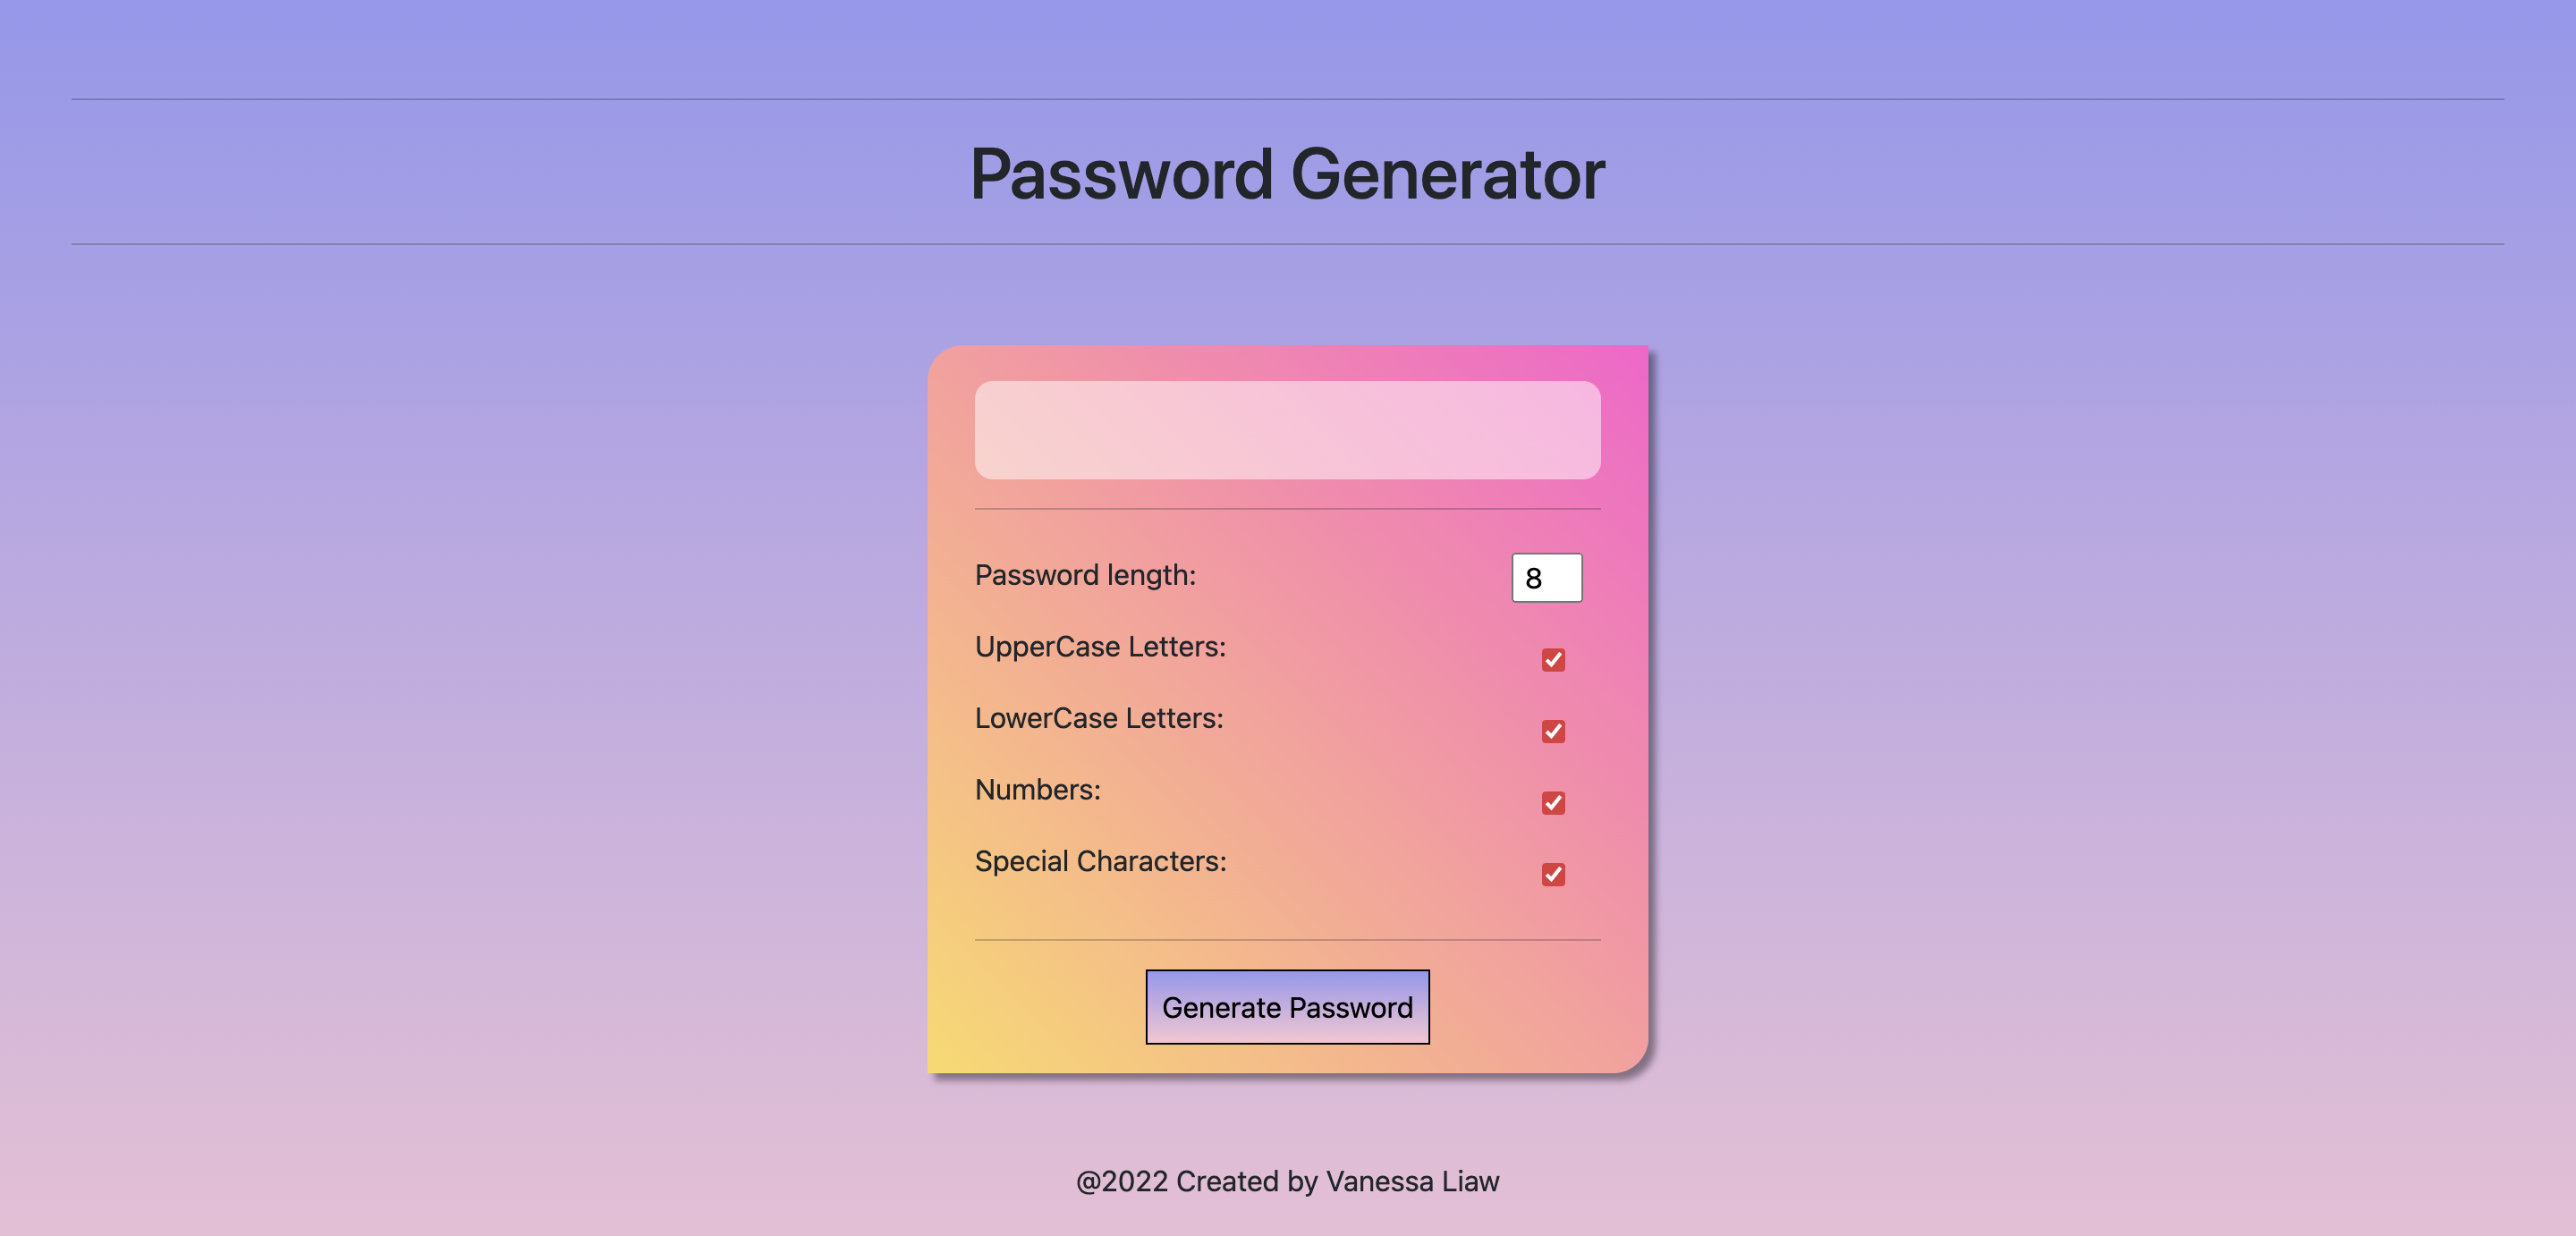 Password Generator
Password length: 8
UpperCase Letters:
LowerCase Letters:
Numbers:
Special Characters:
Generate Password
@2022 Created by Vanessa Liaw